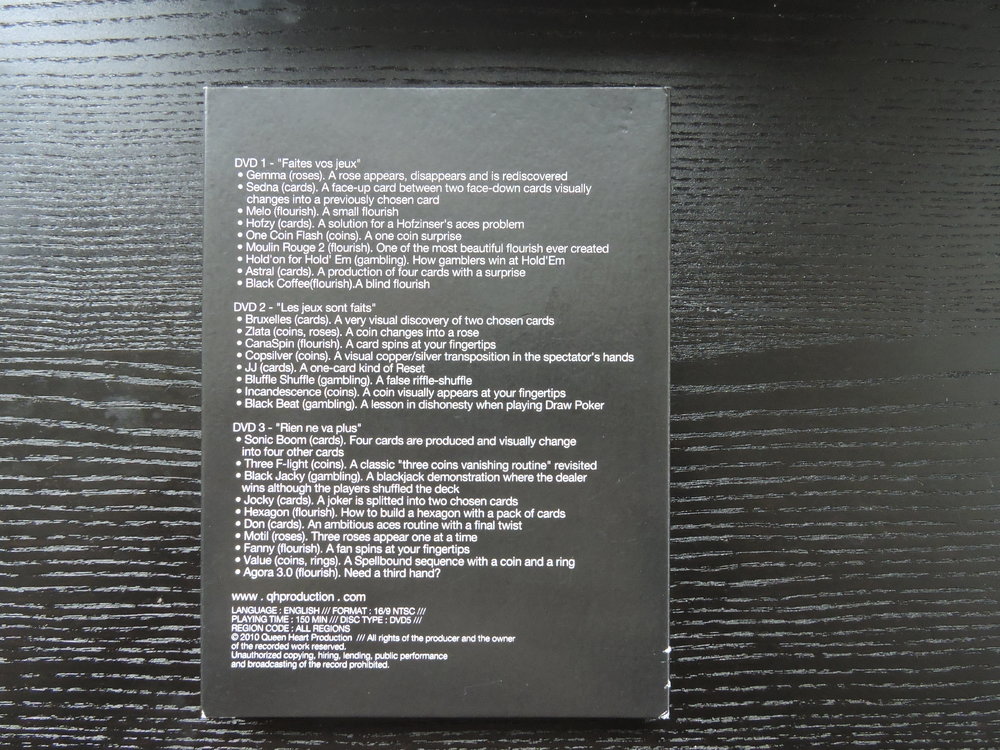 DVD 1 - "Faites vos jeux"
• Gemma (roses). A rose appears, disappears and is rediscovered
• Sedna (cards). A face-up card between two face-down cards visually
changes into a previously chosen card
• Melo (flourish). A small flourish
• Hofzy (cards). A solution for a Hofzinser's aces problem
• One Coin Flash (coins). A one coin surprise
• Moulin Rouge 2 (flourish). One of the most beautiful flourish ever created
• Hold'on for Hold' Em (gambling). How gamblers win at Hold'Em
• Astral (cards). A production of four cards with a surprise
• Black Coffee(flourish).A blind flourish
DVD 2 - "Les jeux sont faits"
• Bruxelles (cards). A very visual discovery of two chosen cards
• Zlata (coins, roses). A coin changes into a rose
• CanaSpin (flourish). A card spins at your fingertips
• Copsilver (coins). A visual copper/silver transposition in the spectator's hands
• JJ (cards). A one-card kind of Reset
• Bluffle Shuffle (gambling). A false riffle-shuffle
• Incandescence (coins). A coin visually appears at your fingertips
• Black Beat (gambling). A lesson in dishonesty when playing Draw Poker
DVD 3 - "Rien ne va plus"
• Sonic Boom (cards). Four cards are produced and visually change
into four other cards
• Three F-light (coins). A classic "three coins vanishing routine" revisited
• Black Jacky (gambling). A blackjack demonstration where the dealer
wins although the players shuffled the deck
• Jocky (cards). A joker is splitted into two chosen cards
• Hexagon (flourish). How to build a hexagon with a pack of cards
• Don (cards). An ambitious aces routine with a final twist
• Motil (roses). Three roses appear one at a time
• Fanny (flourish). A fan spins at your fingertips
• Value (coins, rings). A Spellbound sequence with a coin and a ring
• Agora 3.0 (flourish). Need a third hand?
www . qhproduction . com
LANGUAGE : ENGLISH /// FORMAT : 16/9 NTSC ///
PLAYING TIME : 150 MIN /// DISC TYPE : DVD5 ///
REGION CODE : ALL REGIONS
© 2010 Queen Heart Production /// All rights of the producer and the owner
of the recorded work reserved.
Unauthorized copying, hiring, lending, public performance
and broadcasting of the record prohibited.